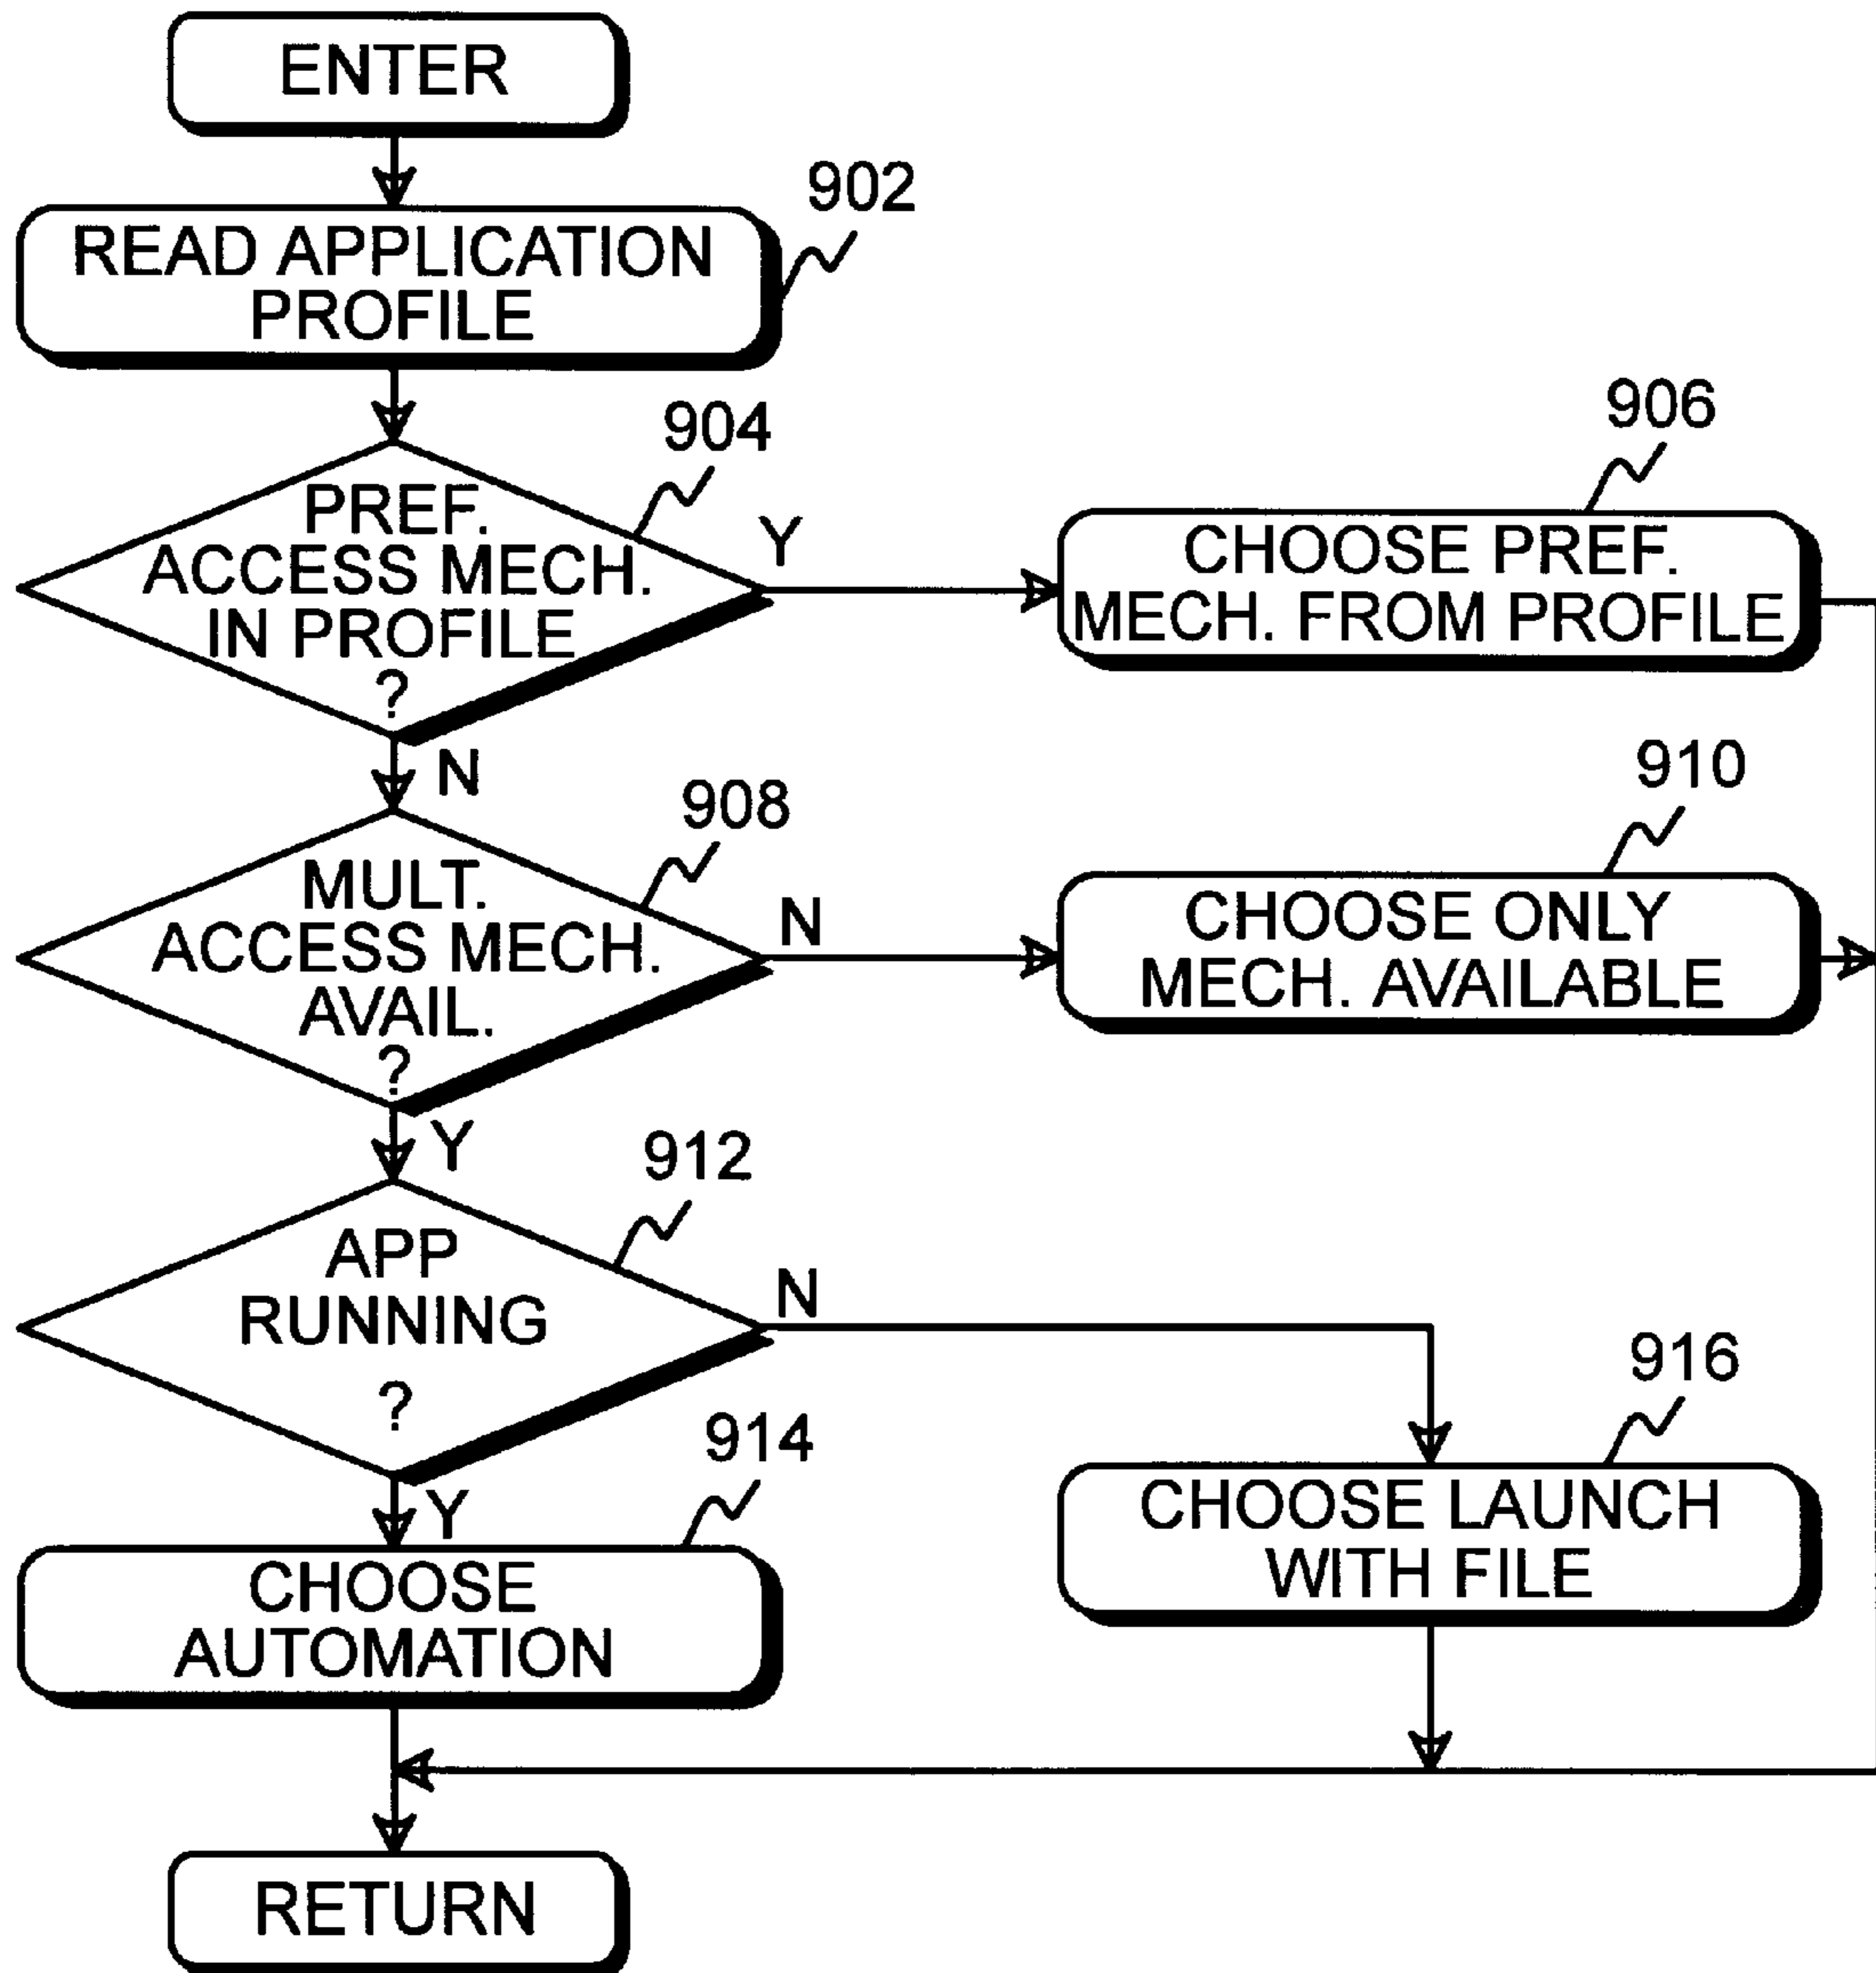 ENTER
902
READ APPLICATION
PROFILE
904
PREF.
ACCESS MECH.
IN PROFILE
?
Y
906
CHOOSE PREF.
MECH. FROM PROFILE
N
908
MULT.
ACCESS MECH.
AVAIL.
?
N
910
CHOOSE ONLY
MECH. AVAILABLE
Y
912
APP
RUNNING
?
N
916
CHOOSE LAUNCH
WITH FILE
Y
914
CHOOSE
AUTOMATION
RETURN